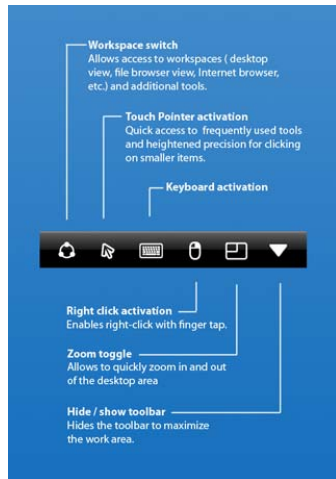 Workspace switch
Allows access to workspaces ( desktop
view, file browser view, Internet browser,
etc.) and additional tools.
Touch Pointer activation
Quick access to frequently used tools
and heightened precision for clicking
on smaller items.
Keyboard activation
Right click activation
Enables right-click with finger tap.
Zoom toggle
Allows to quickly zoom in and out
of the desktop area
Hide / show toolbar
Hides the toolbar to maximize
the work area.